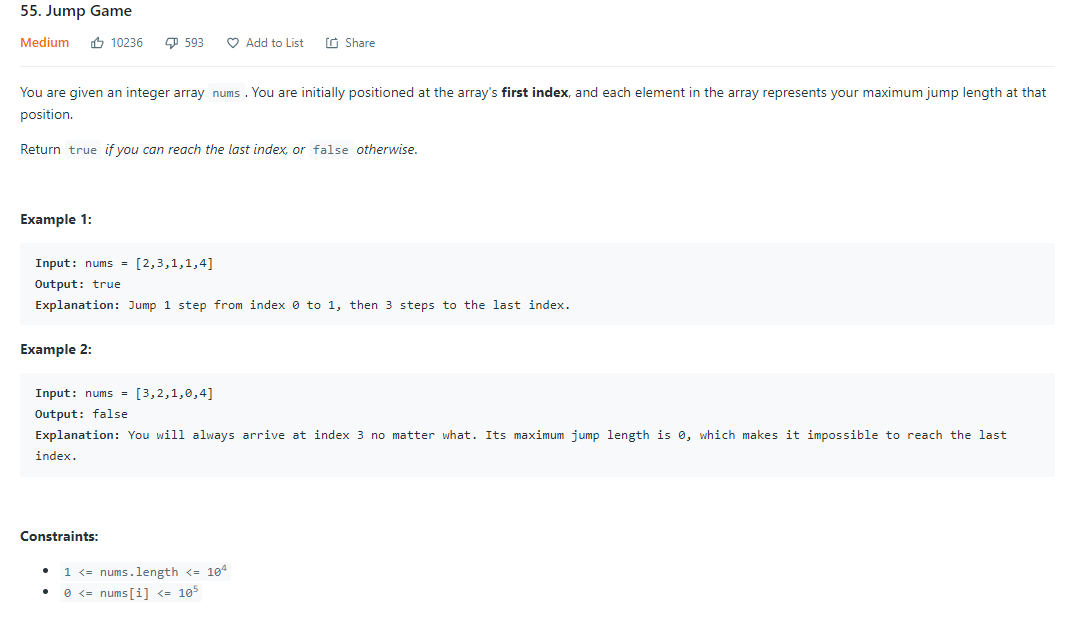 55. Jump Game
Medium 10236 593 Add to List Share
You are given an integer array nums . You are initially positioned at the array's first index, and each element in the array represents your maximum jump length at that
position.
Return true if you can reach the last index, or false otherwise.
Example 1:
Input: nums = [2,3,1,1,4]
Output: true
Explanation: Jump 1 step from index 0 to 1, then 3 steps to the last index.
Example 2:
Input: nums = [3,2,1,0,4]
Output: false
Explanation: You will always arrive at index 3 no matter what. Its maximum jump length is 0, which makes it impossible to reach the last
index.
Constraints:
• 1 <= nums.length <= 10⁴
• 0 <= nums[i] <= 10⁵